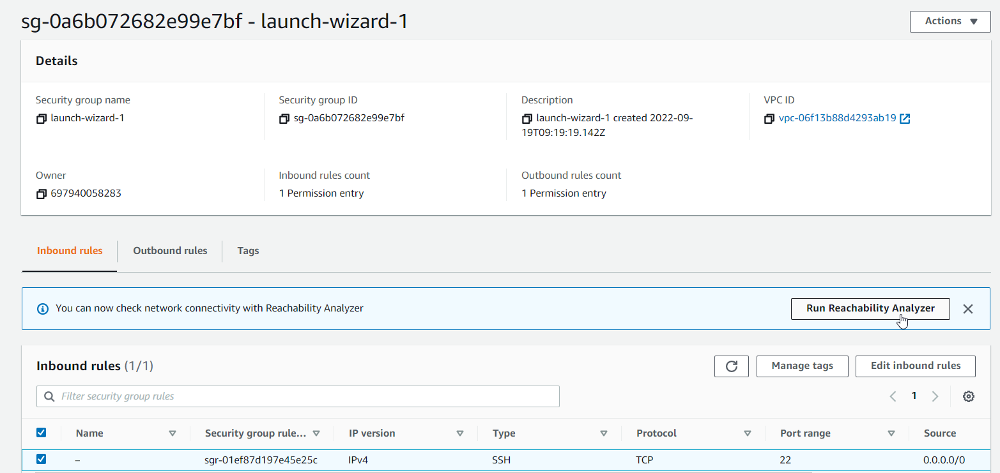 sg-0a6b072682e99e7bf - launch-wizard-1
Actions
Details
Security group name
launch-wizard-1
Security group ID
sg-0a6b072682e99e7bf
Description
launch-wizard-1 created 2022-09-
19T09:19:19.142Z
VPC ID
vpc-06f13b88d4293ab19
Owner
697940058283
Inbound rules count
1 Permission entry
Outbound rules count
1 Permission entry
Inbound rules
Outbound rules
Tags
You can now check network connectivity with Reachability Analyzer
Run Reachability Analyzer
Inbound rules (1/1)
Manage tags
Edit inbound rules
Filter security group rules
1
Name Security group rule... IP version Type Protocol Port range Source
– sgr-01ef87d197e45e25c IPv4 SSH TCP 22 0.0.0.0/0